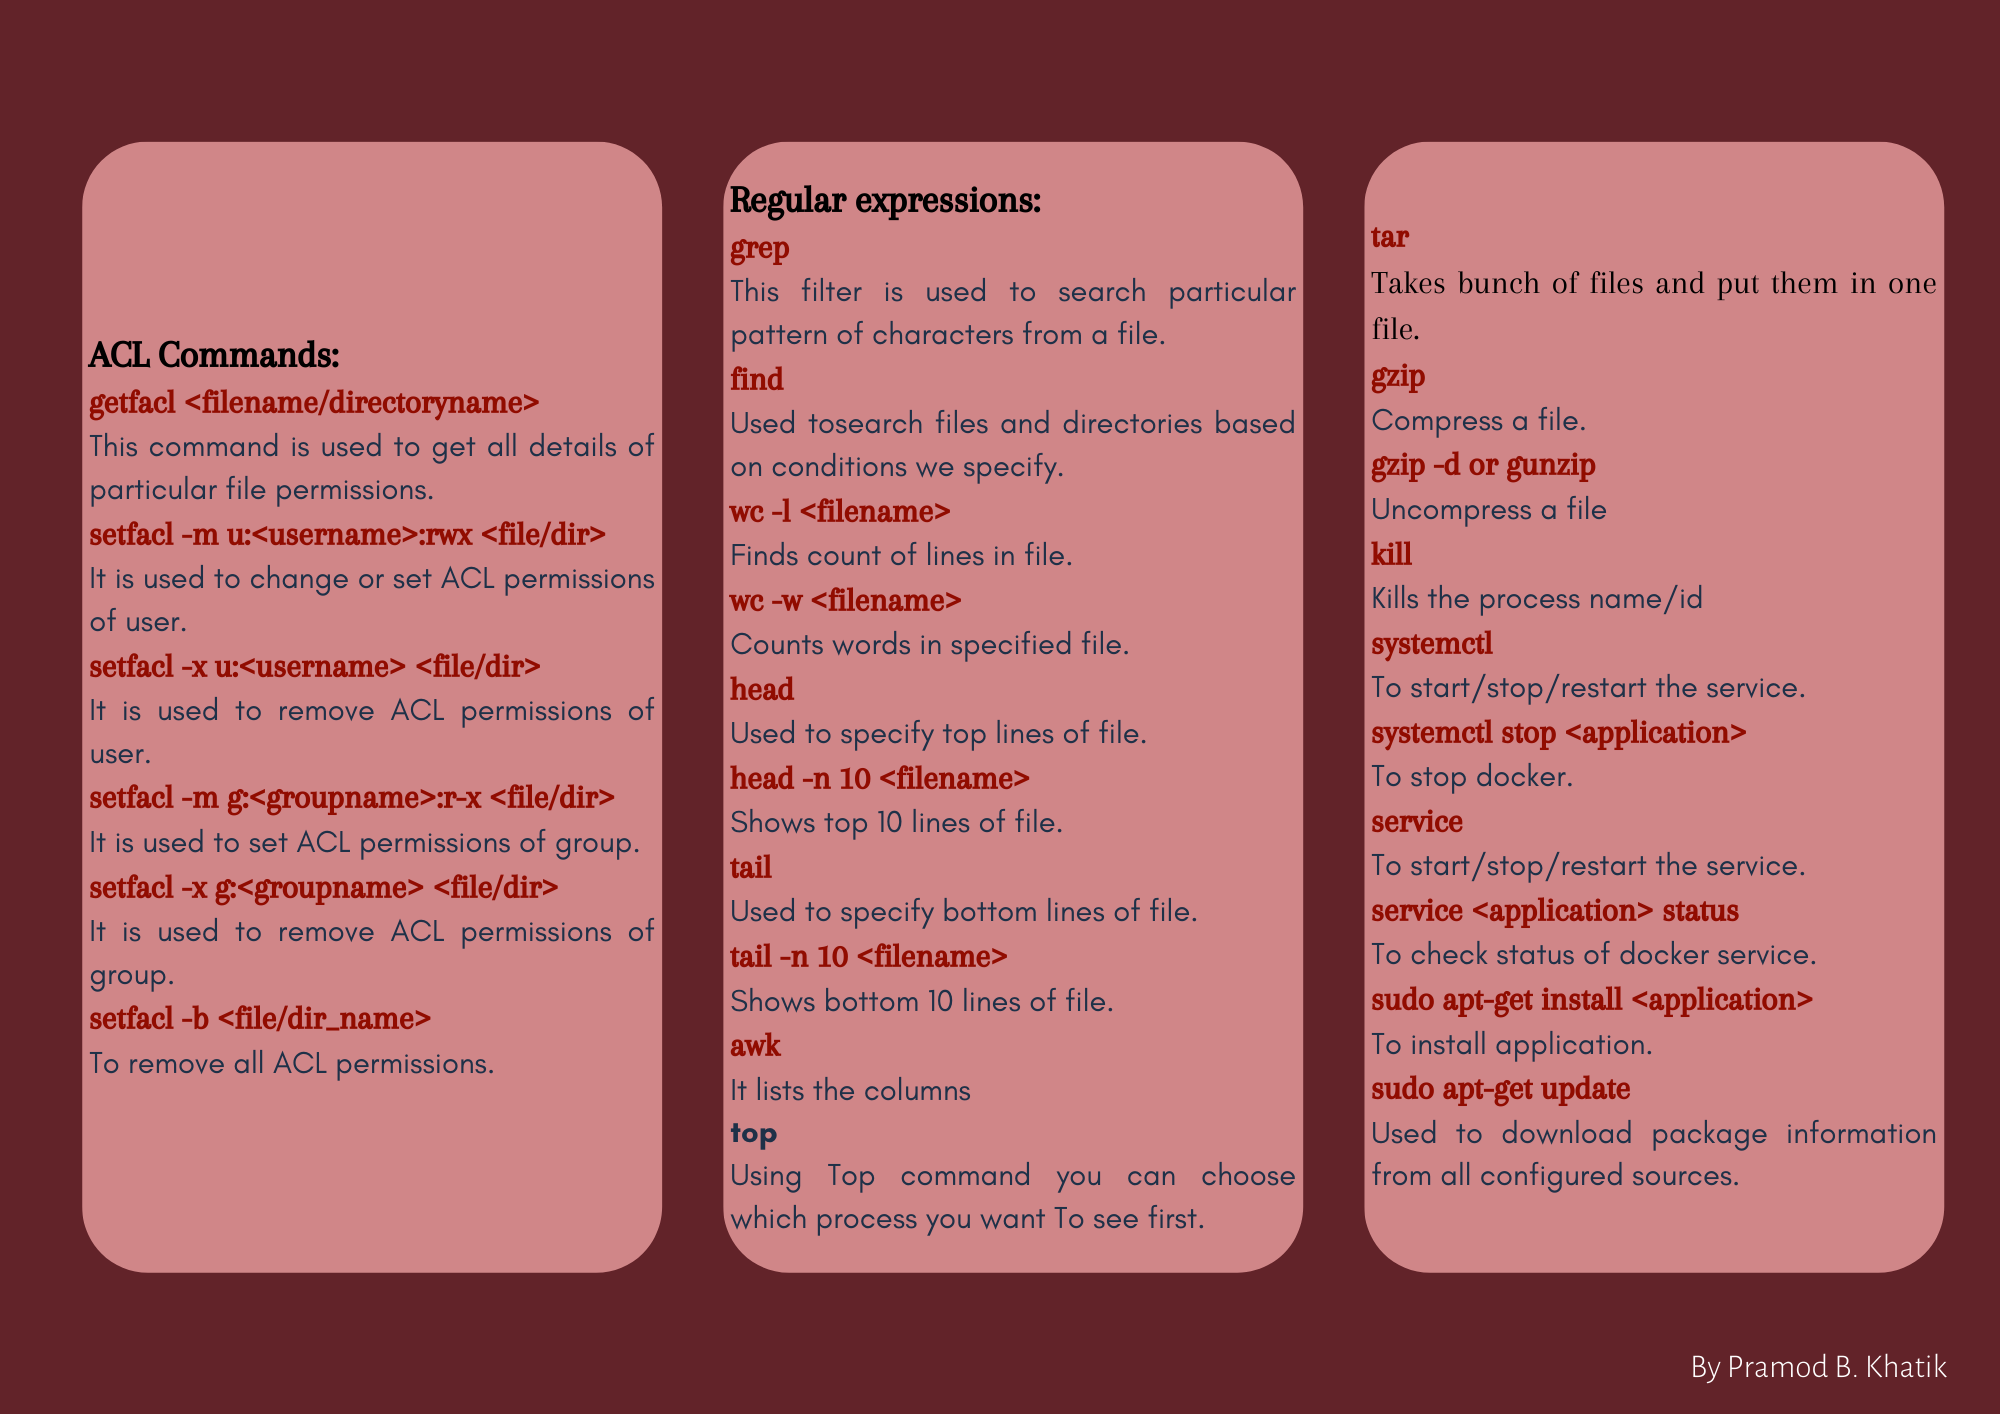 ACL Commands:
getfacl <filename/directoryname>
This command is used to get all details of
particular file permissions.
setfacl -m u:<username>:rwx <file/dir>
It is used to change or set ACL permissions
of user.
setfacl -x u:<username> <file/dir>
It is used to remove ACL permissions of
user.
setfacl -m g:<groupname>:r-x <file/dir>
It is used to set ACL permissions of group.
setfacl -x g:<groupname> <file/dir>
It is used to remove ACL permissions of
group.
setfacl -b <file/dir_name>
To remove all ACL permissions.
Regular expressions:
grep
This filter is used to search particular
pattern of characters from a file.
find
Used tosearch files and directories based
on conditions we specify.
wc -l <filename>
Finds count of lines in file.
wc -w <filename>
Counts words in specified file.
head
Used to specify top lines of file.
head -n 10 <filename>
Shows top 10 lines of file.
tail
Used to specify bottom lines of file.
tail -n 10 <filename>
Shows bottom 10 lines of file.
awk
It lists the columns
top
Using Top command you can choose
which process you want To see first.
tar
Takes bunch of files and put them in one
file.
gzip
Compress a file.
gzip -d or gunzip
Uncompress a file
kill
Kills the process name/id
systemctl
To start/stop/restart the service.
systemctl stop <application>
To stop docker.
service
To start/stop/restart the service.
service <application> status
To check status of docker service.
sudo apt-get install <application>
To install application.
sudo apt-get update
Used to download package information
from all configured sources.
By Pramod B. Khatik